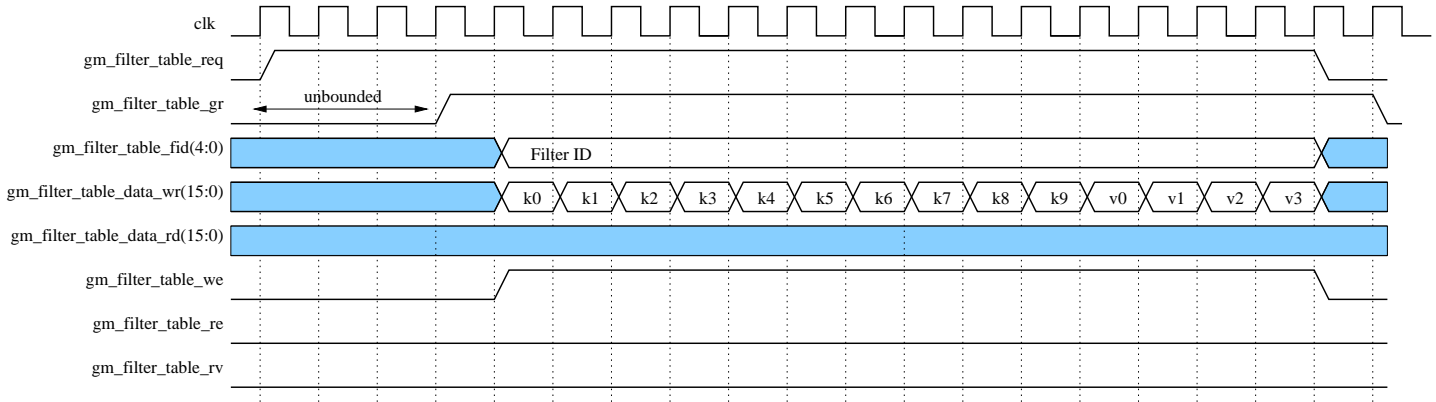 clk
gm_filter_table_req
gm_filter_table_gr unbounded
gm_filter_table_fid(4:0) Filter ID
gm_filter_table_data_wr(15:0) k0 k1 k2 k3 k4 k5 k6 k7 k8 k9 v0 v1 v2 v3
gm_filter_table_data_rd(15:0)
gm_filter_table_we
gm_filter_table_re
gm_filter_table_rv